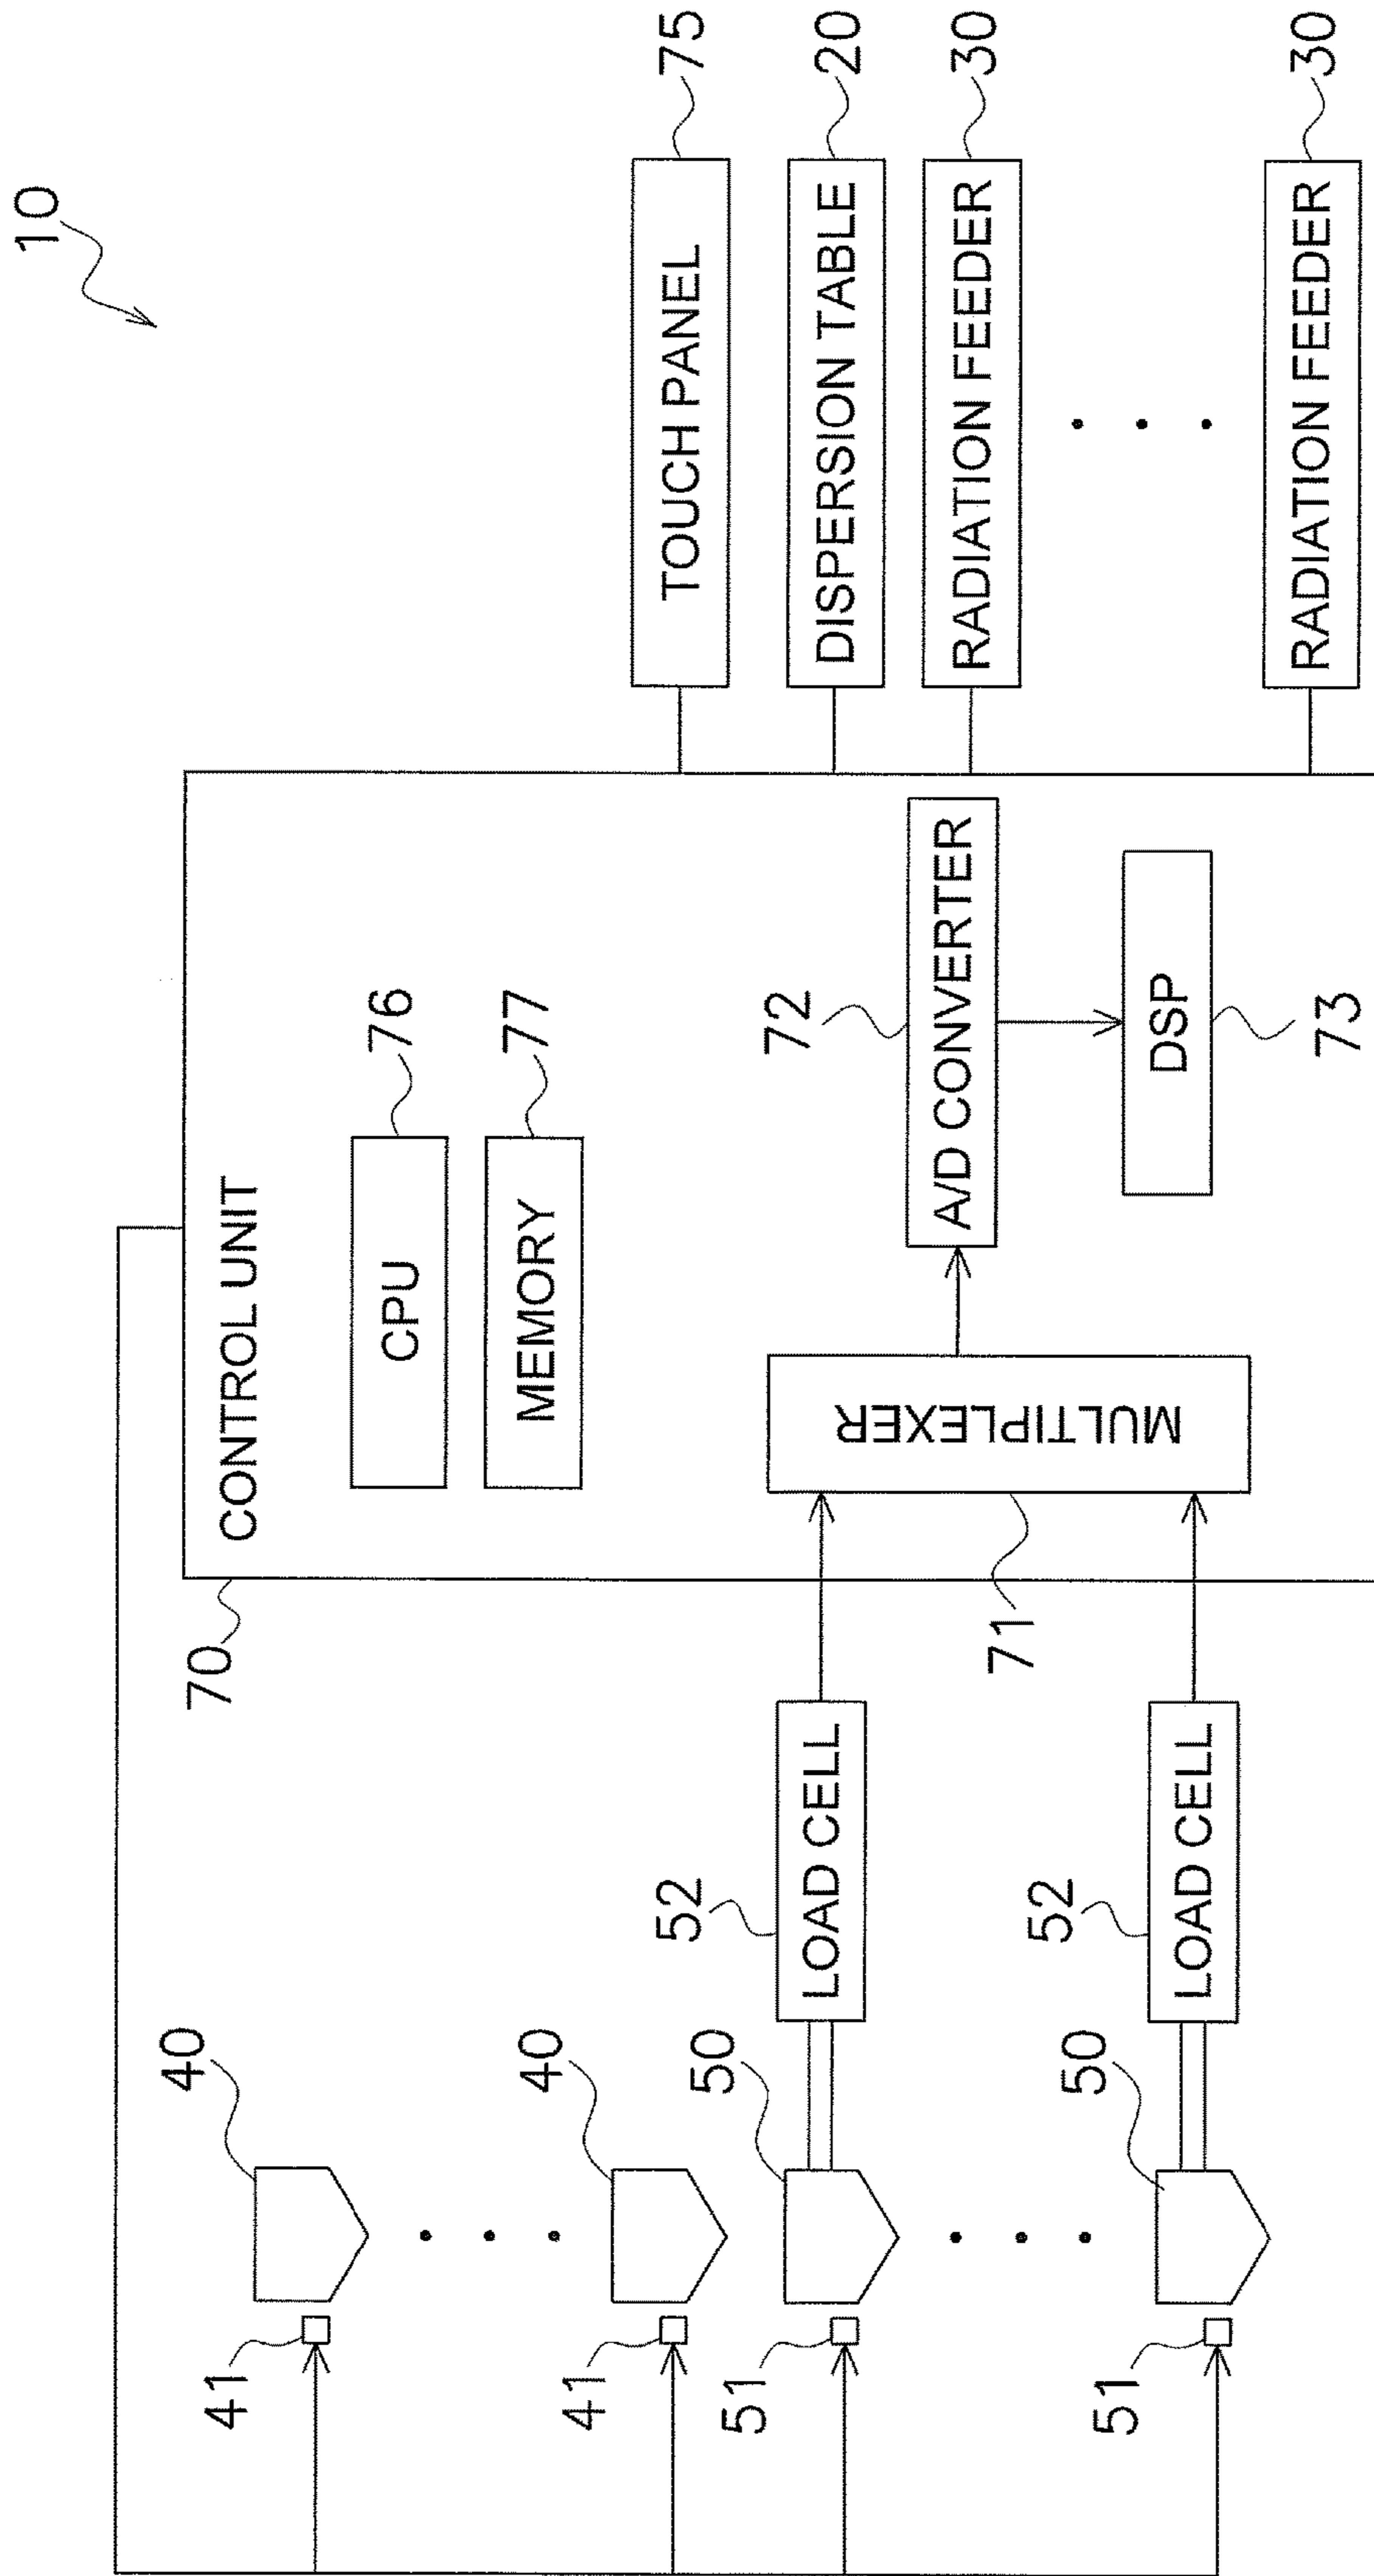 10
CONTROL UNIT
70
CPU
76
MEMORY
77
TOUCH PANEL
75
DISPERSION TABLE
20
RADIATION FEEDER
30
RADIATION FEEDER
30
MULTIPLEXER
71
A/D CONVERTER
72
DSP
73
40
41
40
41
50
51
LOAD CELL
52
50
51
LOAD CELL
52